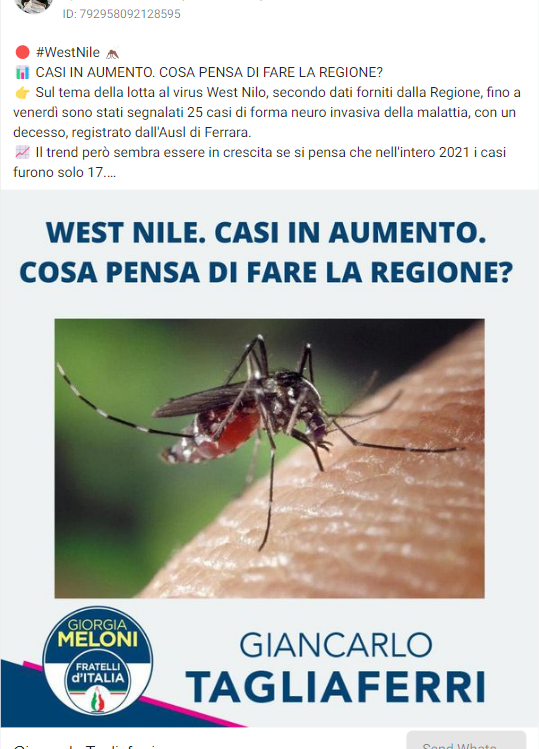 ID: 792958092128595
🔴 #WestNile 🦟
📊 CASI IN AUMENTO. COSA PENSA DI FARE LA REGIONE?
👉 Sul tema della lotta al virus West Nilo, secondo dati forniti dalla Regione, fino a
venerdì sono stati segnalati 25 casi di forma neuro invasiva della malattia, con un
decesso, registrato dall'Ausl di Ferrara.
📈 Il trend però sembra essere in crescita se si pensa che nell'intero 2021 i casi
furono solo 17....
WEST NILE. CASI IN AUMENTO.
COSA PENSA DI FARE LA REGIONE?
GIORGIA
MELONI
FRATELLI
d'ITALIA
GIANCARLO
TAGLIAFERRI